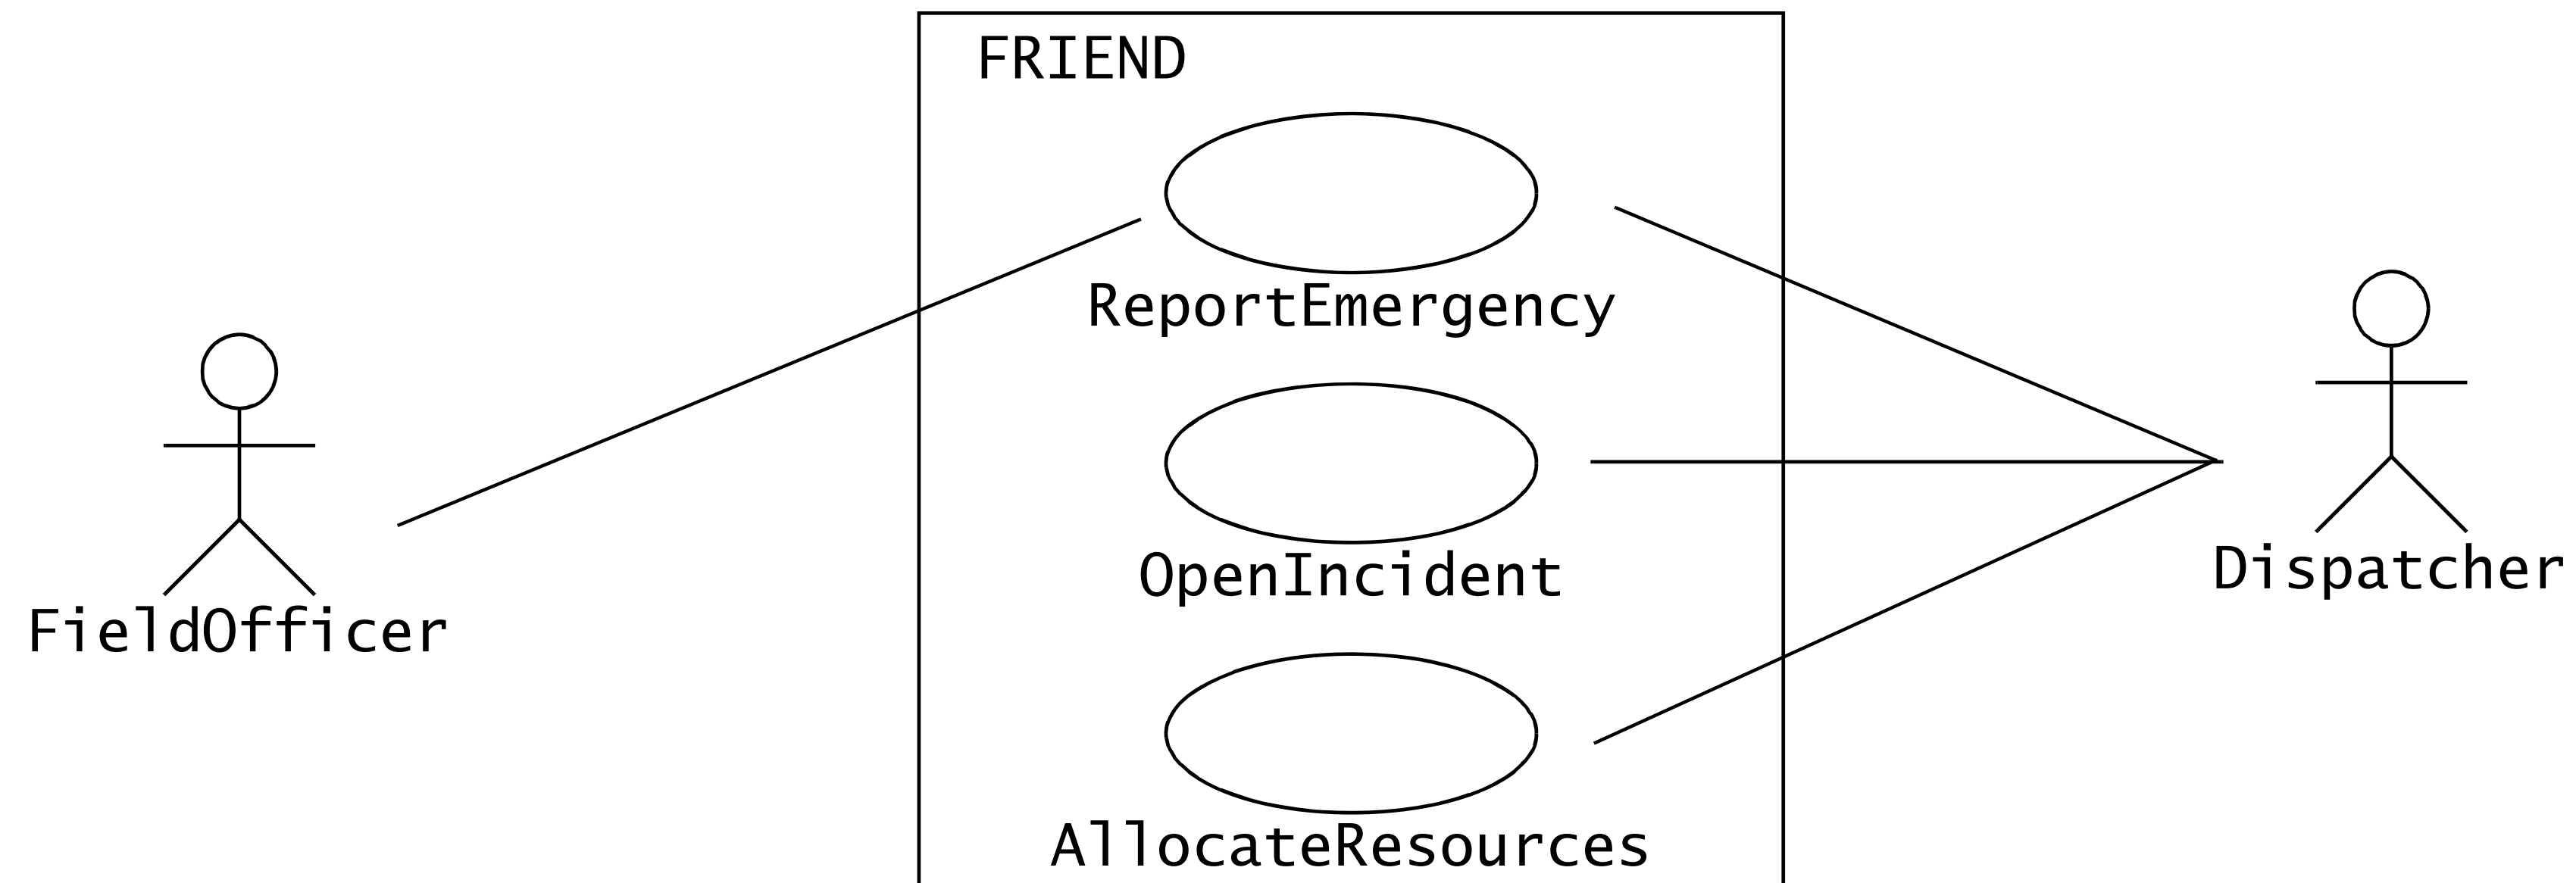 FRIEND
ReportEmergency
OpenIncident
Dispatcher
FieldOfficer
AllocateResources